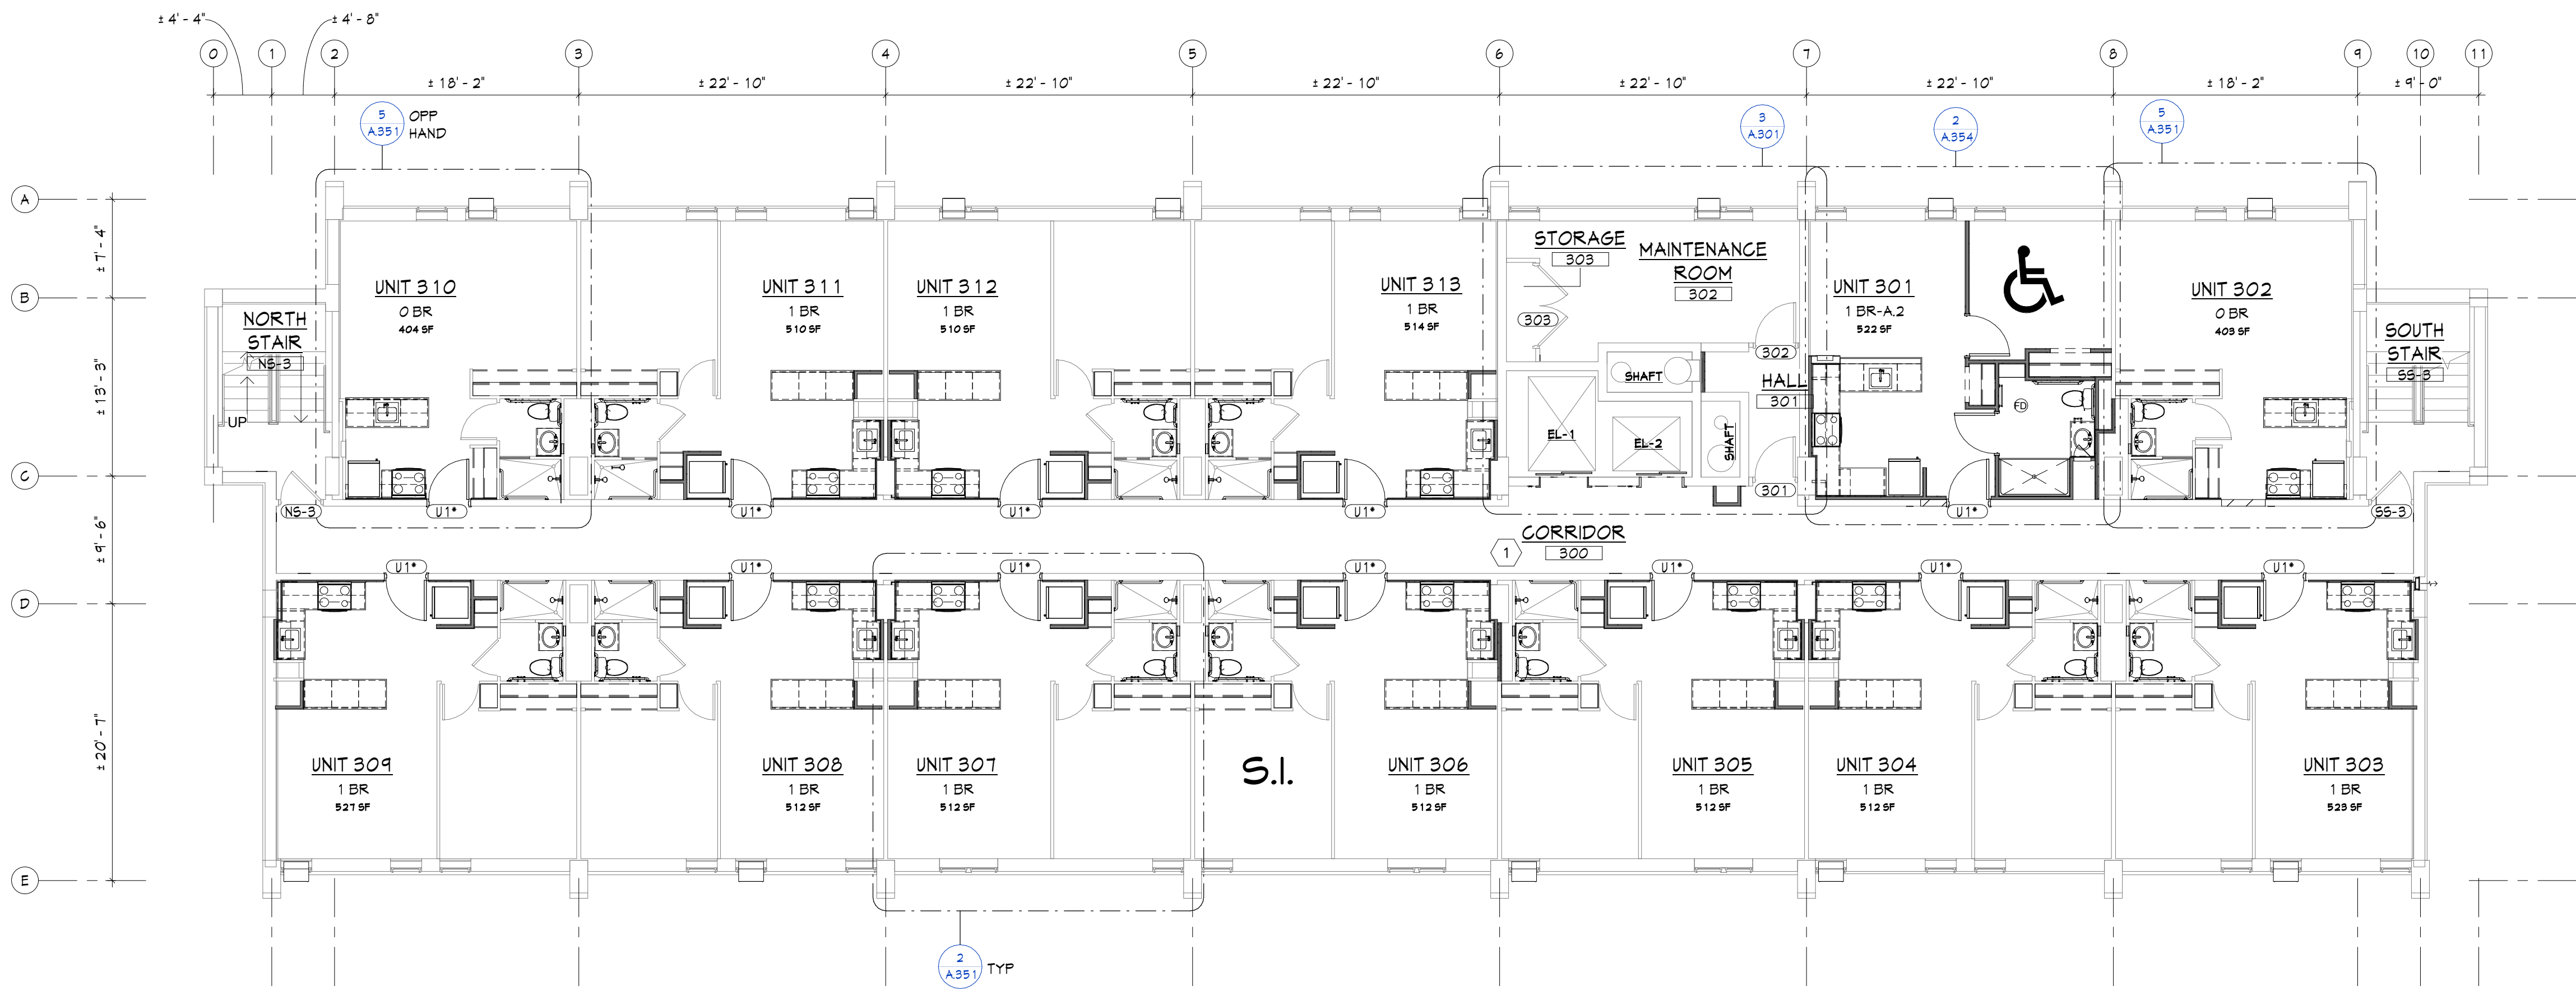 ± 4' - 4"
± 4' - 8"
0
1
2
3
4
5
6
7
8
9
10
11
± 18' - 2"
± 22' - 10"
± 22' - 10"
± 22' - 10"
± 22' - 10"
± 22' - 10"
± 18' - 2"
± 9' - 0"
5
A.351
OPP
HAND
3
A.301
2
A.354
5
A.351
A
B
C
D
E
± 7' - 4"
± 13' - 3"
± 9' - 6"
± 20' - 7"
NORTH
STAIR
NS-3
UP
NS-3
UNIT 310
0 BR
404 SF
UNIT 311
1 BR
510 SF
UNIT 312
1 BR
510 SF
UNIT 313
1 BR
514 SF
STORAGE
303
303
MAINTENANCE
ROOM
302
302
SHAFT
HALL
301
EL-1
EL-2
SHAFT
301
UNIT 301
1 BR-A.2
522 SF
FD
UNIT 302
0 BR
403 SF
SOUTH
STAIR
SS-3
SS-3
U1*
U1*
U1*
U1*
U1*
CORRIDOR
300
1
U1*
U1*
U1*
U1*
U1*
U1*
U1*
UNIT 309
1 BR
527 SF
UNIT 308
1 BR
512 SF
UNIT 307
1 BR
512 SF
S.I.
UNIT 306
1 BR
512 SF
UNIT 305
1 BR
512 SF
UNIT 304
1 BR
512 SF
UNIT 303
1 BR
523 SF
2
A.351
TYP